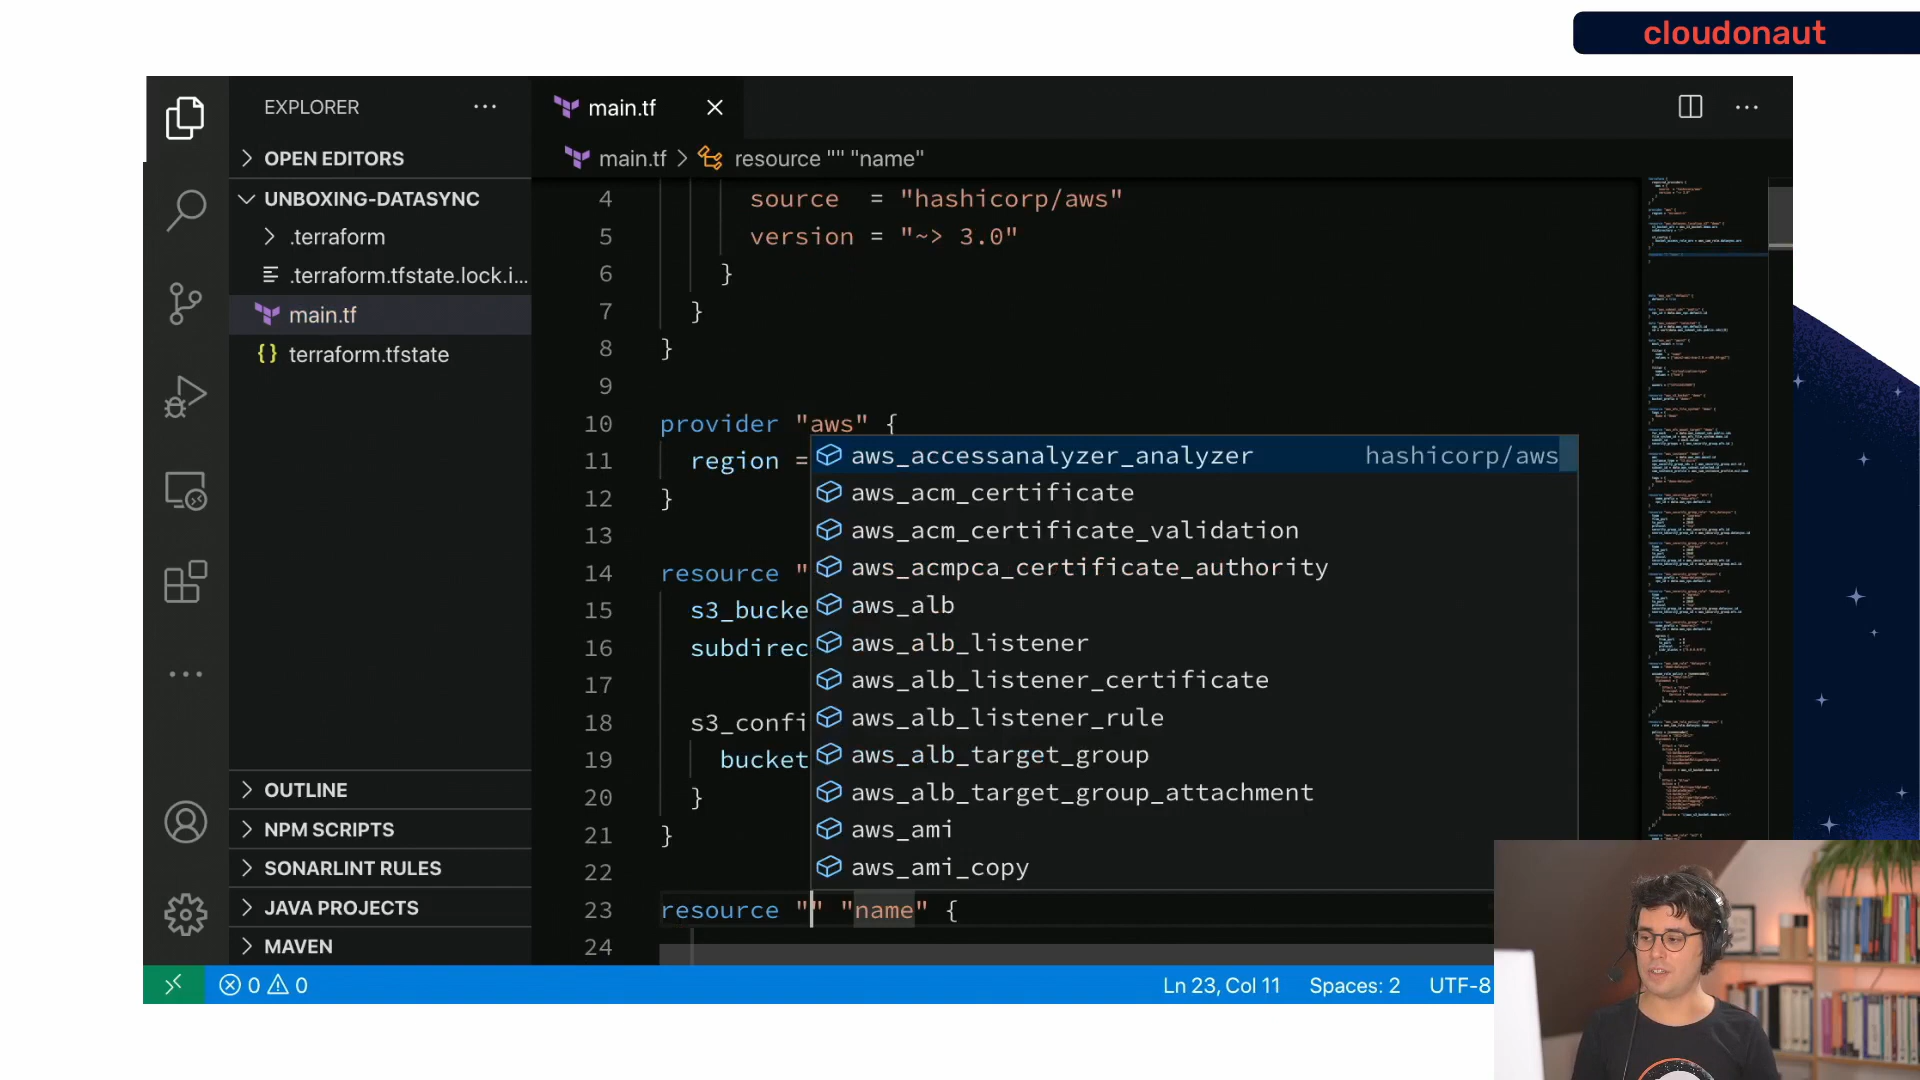 cloudonaut
EXPLORER
main.tf
OPEN EDITORS
main.tf > resource "" "name"
UNBOXING-DATASYNC
.terraform
.terraform.tfstate.lock.i...
main.tf
terraform.tfstate
OUTLINE
NPM SCRIPTS
SONARLINT RULES
JAVA PROJECTS
MAVEN
4 source = "hashicorp/aws"
5 version = "~> 3.0"
6 }
7 }
8 }
9
10 provider "aws" {
11 region =
12 }
13
14 resource "
15 s3_bucke
16 subdirec
17
18 s3_confi
19 bucket
20 }
21 }
22
23 resource "" "name" {
24
aws_accessanalyzer_analyzer hashicorp/aws
aws_acm_certificate
aws_acm_certificate_validation
aws_acmpca_certificate_authority
aws_alb
aws_alb_listener
aws_alb_listener_certificate
aws_alb_listener_rule
aws_alb_target_group
aws_alb_target_group_attachment
aws_ami
aws_ami_copy
0 0 Ln 23, Col 11 Spaces: 2 UTF-8